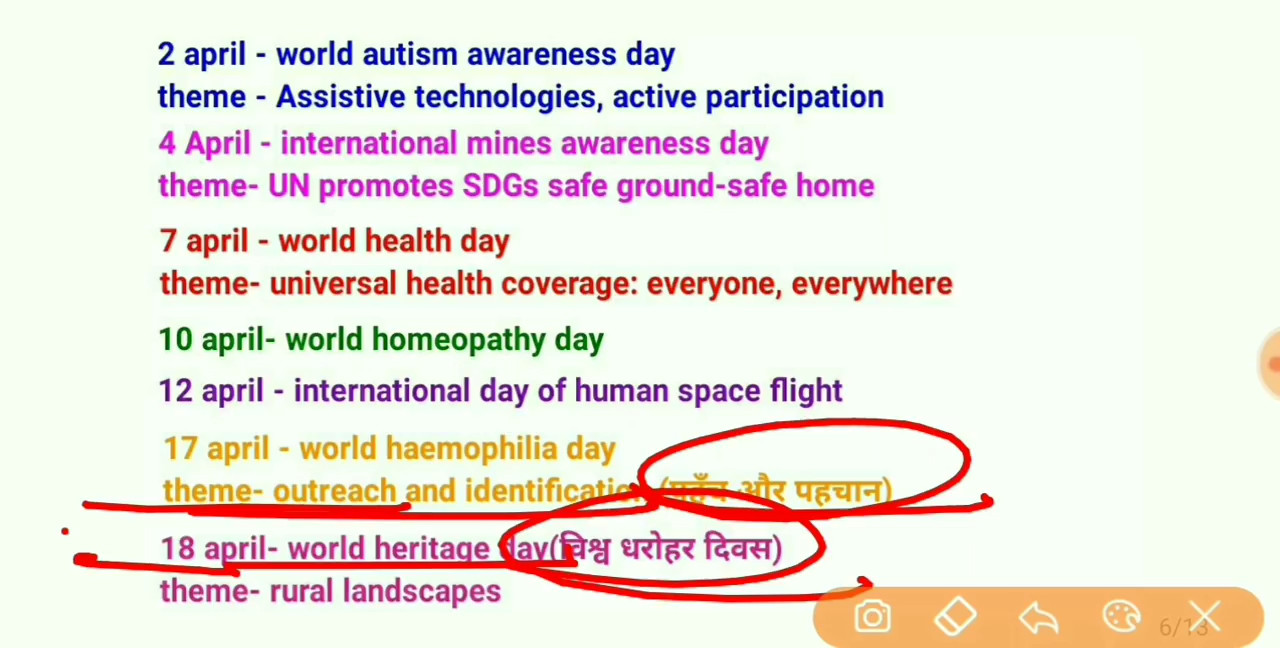 2 april - world autism awareness day
theme - Assistive technologies, active participation
4 April - international mines awareness day
theme- UN promotes SDGs safe ground-safe home
7 april - world health day
theme- universal health coverage: everyone, everywhere
10 april- world homeopathy day
12 april - international day of human space flight
17 april - world haemophilia day
theme- outreach and identification (पहुँच और पहचान)
18 april- world heritage day(विश्व धरोहर दिवस)
theme- rural landscapes
6/13